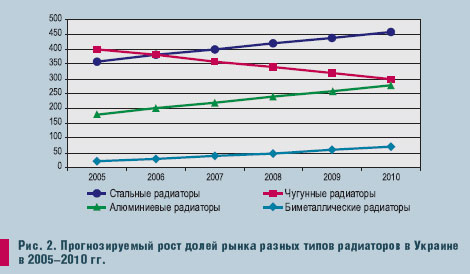 500
450
400
350
300
250
200
150
100
50
0
2005 2006 2007 2008 2009 2010
Стальные радиаторы Чугунные радиаторы
Алюминиевые радиаторы Биметаллические радиаторы
Рис. 2. Прогнозируемый рост долей рынка разных типов радиаторов в Украине
в 2005–2010 гг.